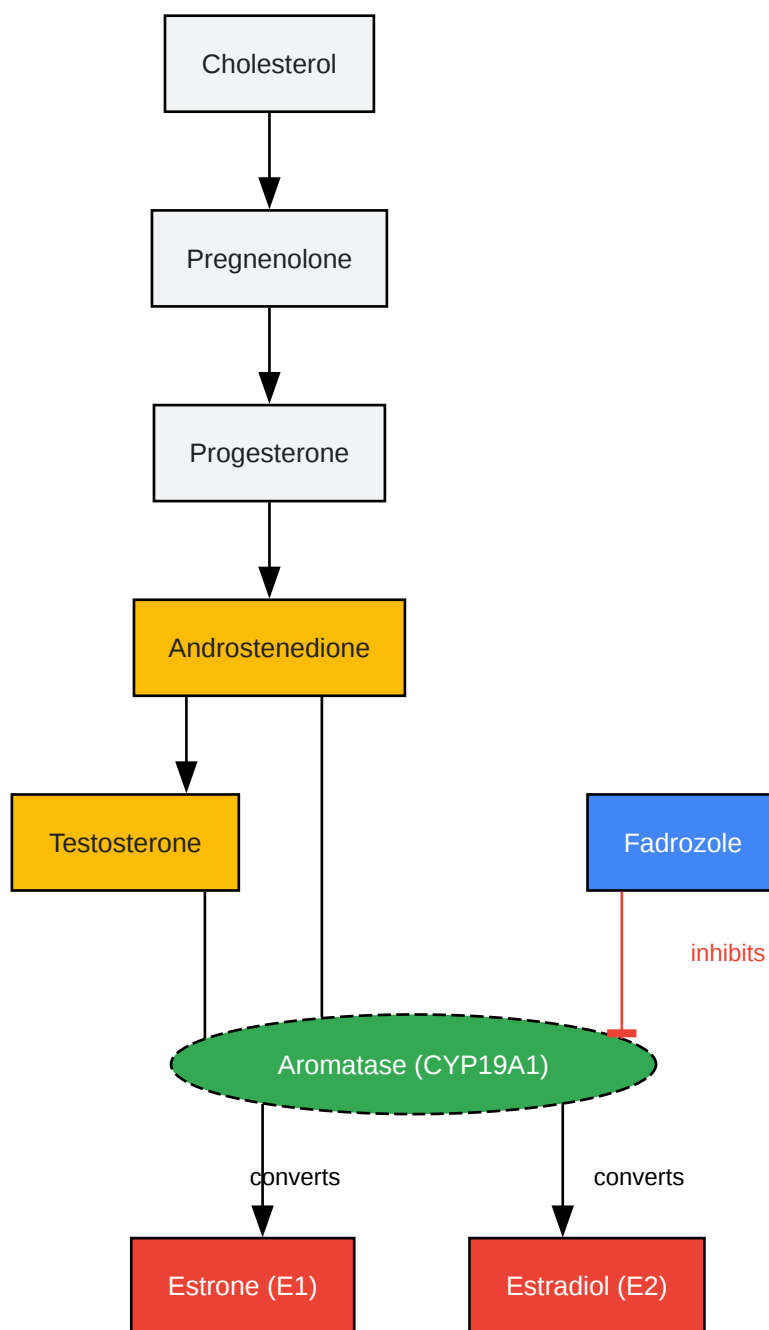 Cholesterol
Pregnenolone
Progesterone
Androstenedione
Testosterone
Fadrozole
inhibits
Aromatase (CYP19A1)
converts
converts
Estrone (E1)
Estradiol (E2)